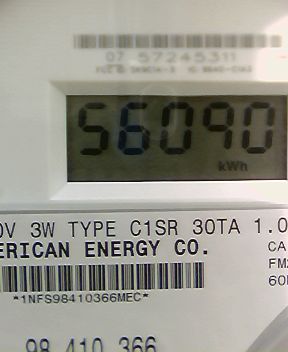 07 57245311
56090
kWh
0V 3W TYPE C1SR 30TA 1.0
ERICAN ENERGY CO.
CA
FM2
60
*1NFS98410366MEC*
98 410 366